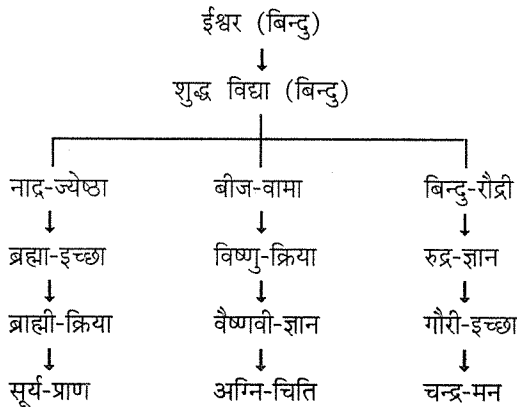 ईश्वर (बिन्दु)
शुद्ध विद्या (बिन्दु)
नाद-ज्येष्ठा बीज-वामा बिन्दु-रौद्री
ब्रह्मा-इच्छा विष्णु-क्रिया रुद्र-ज्ञान
ब्राह्मी-क्रिया वैष्णवी-ज्ञान गौरी-इच्छा
सूर्य-प्राण अग्नि-चिति चन्द्र-मन